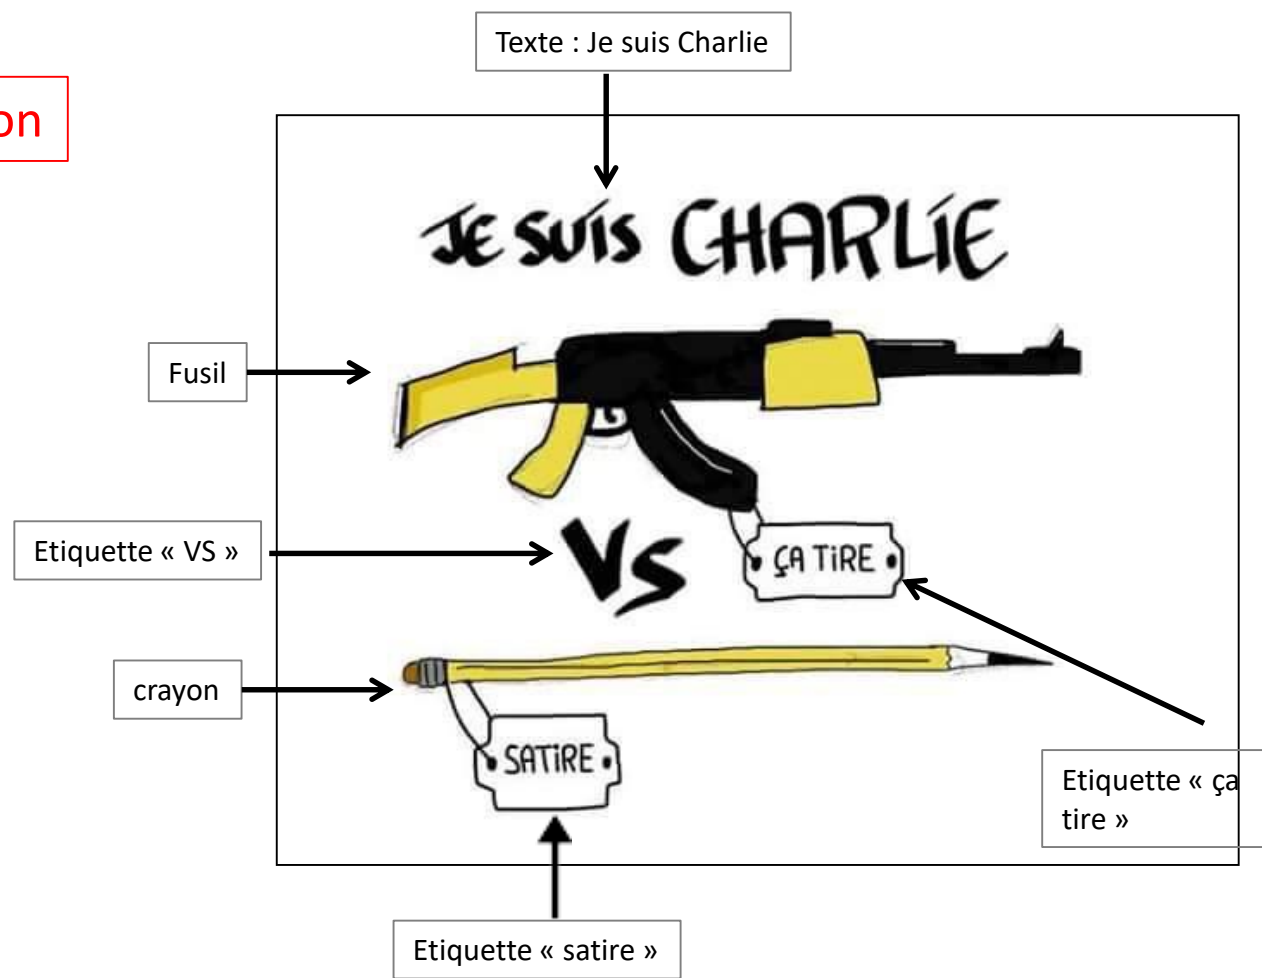 Texte : Je suis Charlie
on
JE SUIS CHARLIE
Fusil
Etiquette « VS »
VS
ÇA TIRE
crayon
SATIRE
Etiquette « ça
tire »
Etiquette « satire »